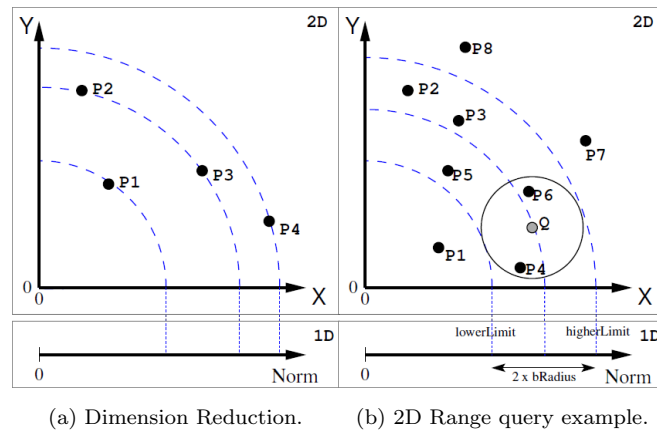 Y
2D
P2
P1
P3
P4
0
0
X
1D
0
Norm
Y
2D
P8
P2
P3
P7
P5
P6
Q
P1
P4
0
0
X
lowerLimit
higherLimit
1D
0
2 x bRadius
Norm
(a) Dimension Reduction.
(b) 2D Range query example.